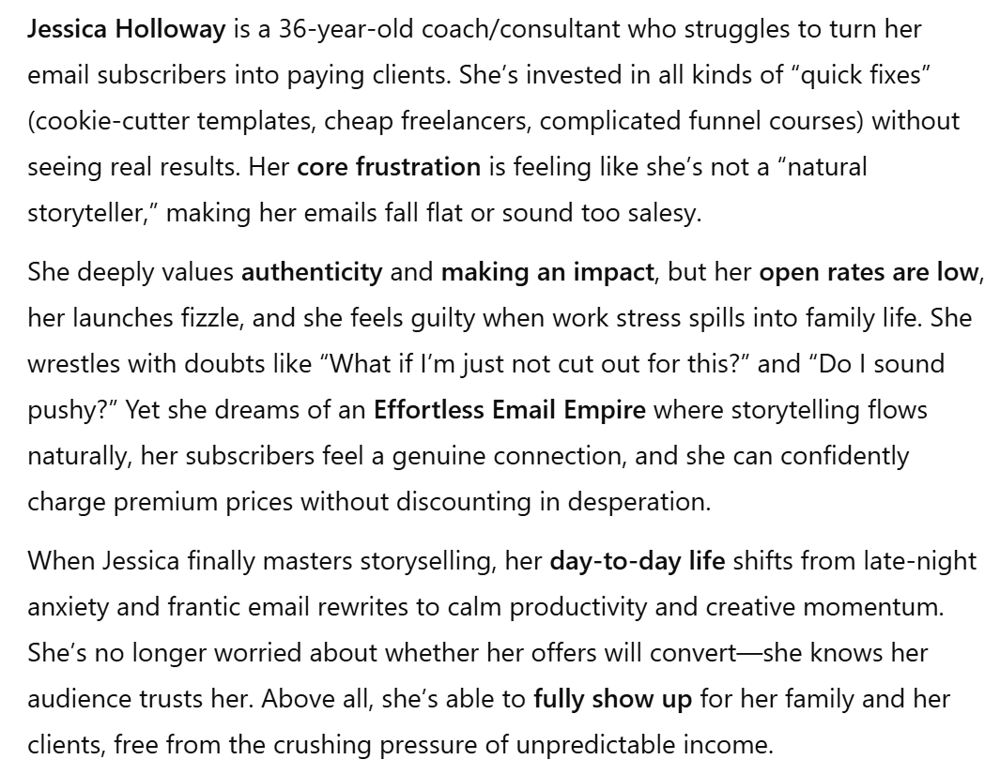 Jessica Holloway is a 36-year-old coach/consultant who struggles to turn her
email subscribers into paying clients. She’s invested in all kinds of “quick fixes”
(cookie-cutter templates, cheap freelancers, complicated funnel courses) without
seeing real results. Her core frustration is feeling like she’s not a “natural
storyteller,” making her emails fall flat or sound too salesy.
She deeply values authenticity and making an impact, but her open rates are low,
her launches fizzle, and she feels guilty when work stress spills into family life. She
wrestles with doubts like “What if I’m just not cut out for this?” and “Do I sound
pushy?” Yet she dreams of an Effortless Email Empire where storytelling flows
naturally, her subscribers feel a genuine connection, and she can confidently
charge premium prices without discounting in desperation.
When Jessica finally masters storyselling, her day-to-day life shifts from late-night
anxiety and frantic email rewrites to calm productivity and creative momentum.
She’s no longer worried about whether her offers will convert—she knows her
audience trusts her. Above all, she’s able to fully show up for her family and her
clients, free from the crushing pressure of unpredictable income.